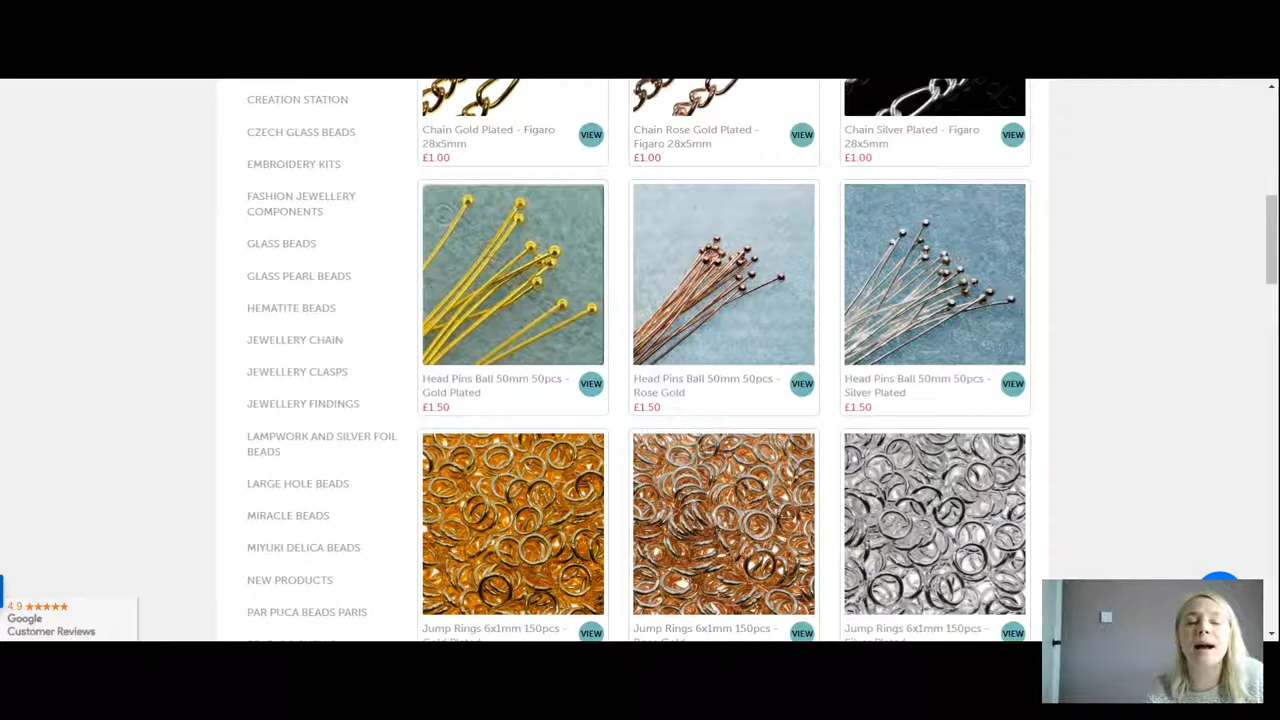 CREATION STATION
CZECH GLASS BEADS
EMBROIDERY KITS
FASHION JEWELLERY
COMPONENTS
GLASS BEADS
GLASS PEARL BEADS
HEMATITE BEADS
JEWELLERY CHAIN
JEWELLERY CLASPS
JEWELLERY FINDINGS
LAMPWORK AND SILVER FOIL
BEADS
LARGE HOLE BEADS
MIRACLE BEADS
MIYUKI DELICA BEADS
NEW PRODUCTS
PAR PUCA BEADS PARIS
Chain Gold Plated - Figaro
28x5mm
£1.00
VIEW
Chain Rose Gold Plated -
Figaro 28x5mm
£1.00
VIEW
Chain Silver Plated - Figaro
28x5mm
£1.00
VIEW
Head Pins Ball 50mm 50pcs -
Gold Plated
£1.50
VIEW
Head Pins Ball 50mm 50pcs -
Rose Gold
£1.50
VIEW
Head Pins Ball 50mm 50pcs -
Silver Plated
£1.50
VIEW
Jump Rings 6x1mm 150pcs -
Gold Plated
VIEW
Jump Rings 6x1mm 150pcs -
Rose Gold
VIEW
Jump Rings 6x1mm 150pcs -
Silver Plated
VIEW
4.9 ★★★★★
Google
Customer Reviews